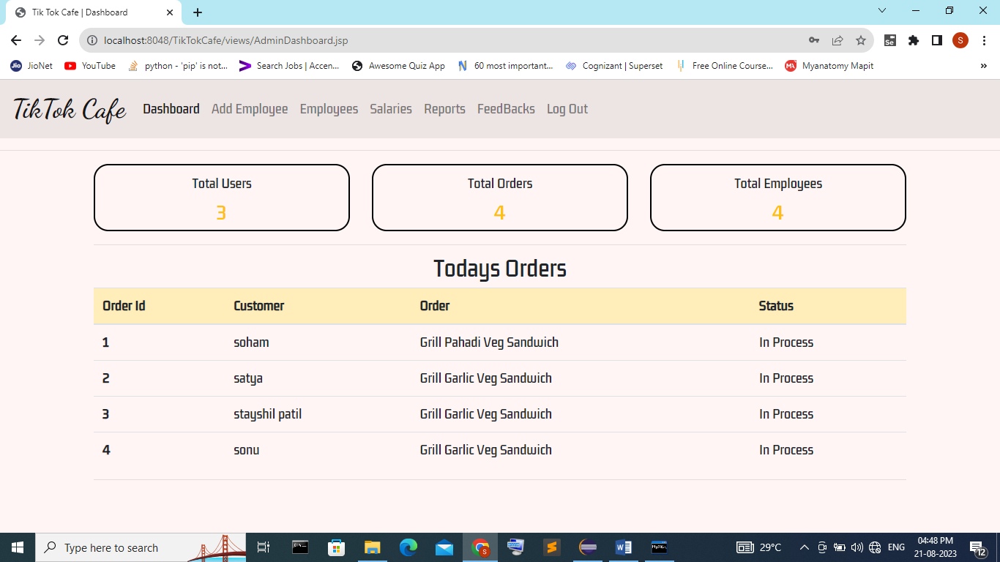 Tik Tok Cafe | Dashboard
localhost:8048/TikTokCafe/views/AdminDashboard.jsp
Se
S
Jio JioNet YouTube python - 'pip' is not... Search Jobs | Accen... Awesome Quiz App 60 most important... Cognizant | Superset Free Online Course... Myanatomy Mapit »
TikTok Cafe Dashboard Add Employee Employees Salaries Reports FeedBacks Log Out
Total Users Total Orders Total Employees
3 4 4
Todays Orders
Order Id Customer Order Status
1 soham Grill Pahadi Veg Sandwich In Process
2 satya Grill Garlic Veg Sandwich In Process
3 stayshil patil Grill Garlic Veg Sandwich In Process
4 sonu Grill Garlic Veg Sandwich In Process
Type here to search
29°C ENG
04:48 PM
21-08-2023
12